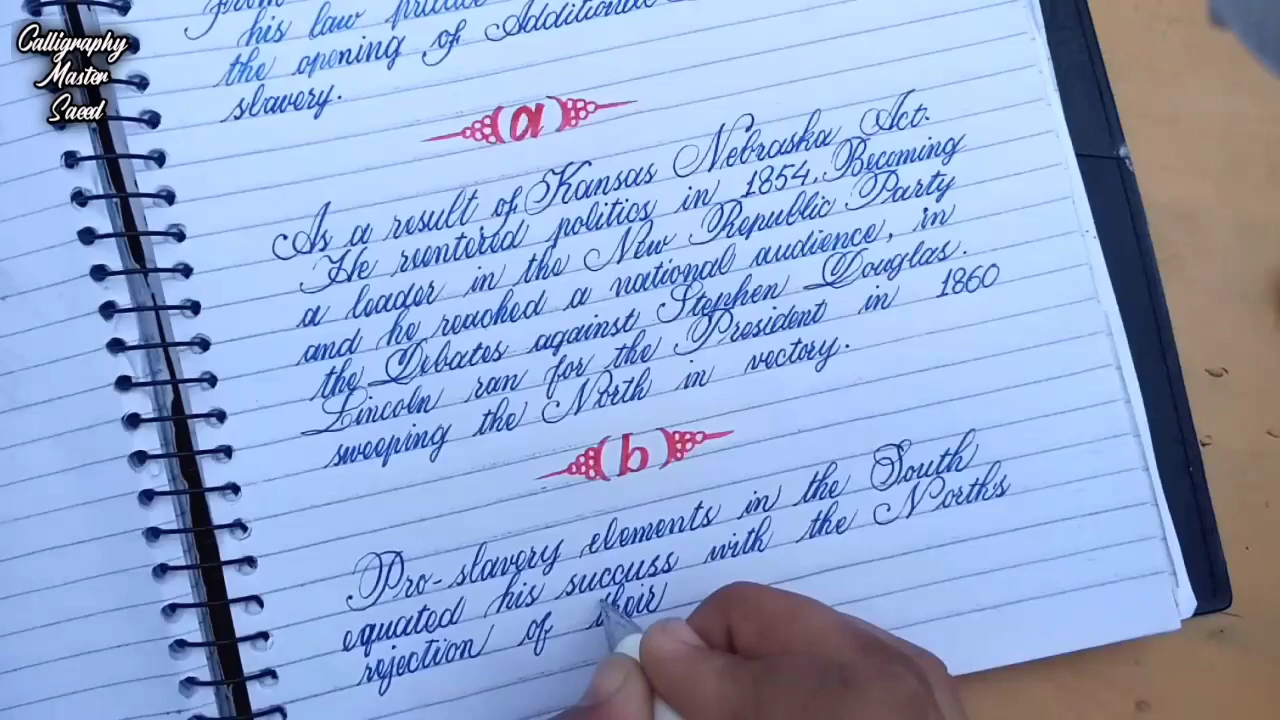 Calligraphy
Master
Saeed
From
his law
the opening of Additional
slavery.
(a)
As a result of Kansas Nebraska Act.
He reentered politics in 1854. Becoming
a leader in the New Republic Party
and he reached a national audience, in
the Debates against Stephen Douglas.
Lincoln ran for the President in 1860
sweeping the North in vectory.
(b)
Pro-slavery elements in the South
equated his succuss with the North's
rejection of their